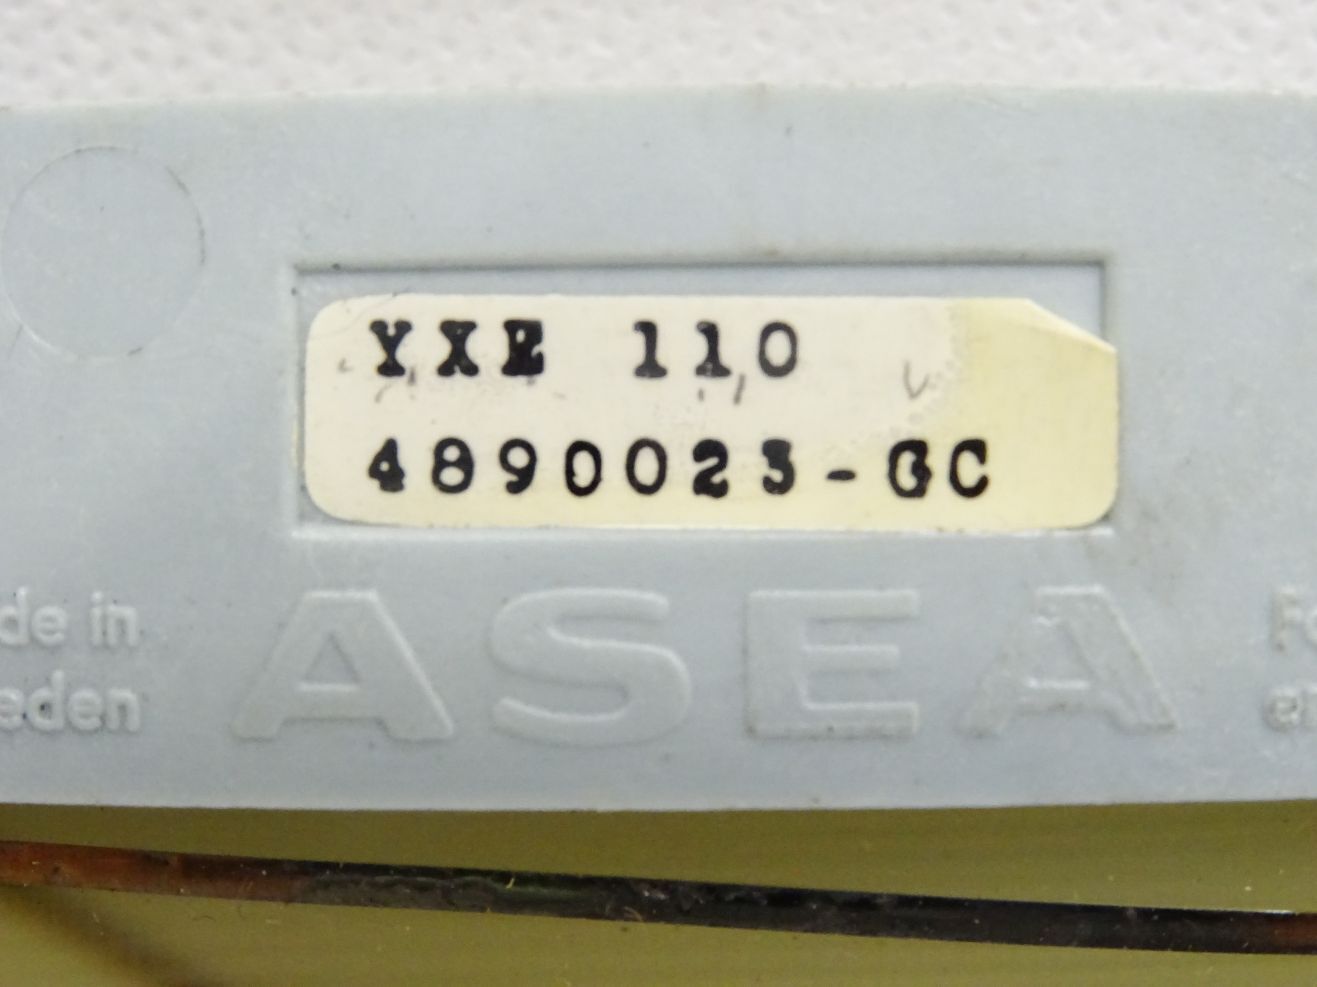 YXE 110
4890023-GC
de in
eden
ASEA